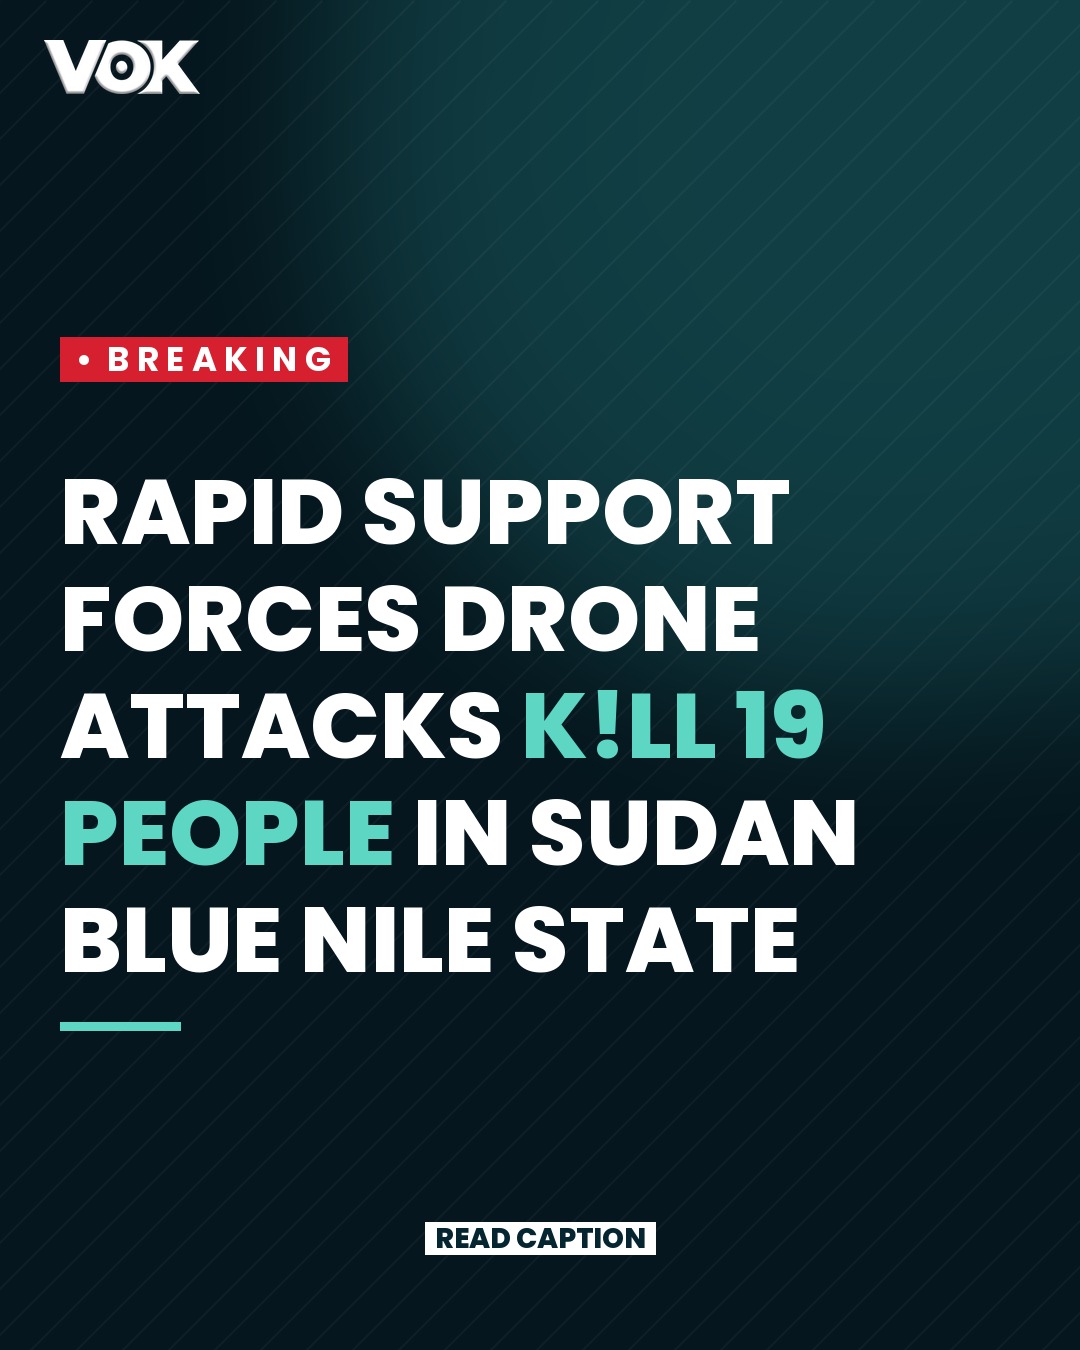 VOK
• BREAKING
RAPID SUPPORT
FORCES DRONE
ATTACKS K!LL 19
PEOPLE IN SUDAN
BLUE NILE STATE
READ CAPTION